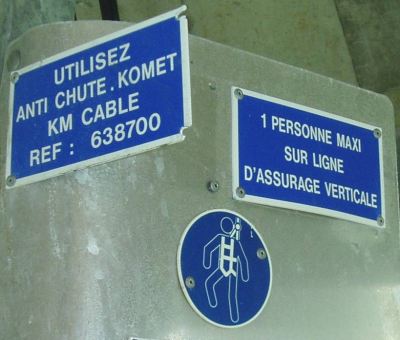 UTILISEZ
ANTI CHUTE.KOMET
KM CABLE
REF : 638700
1 PERSONNE MAXI
SUR LIGNE
D'ASSURAGE VERTICALE